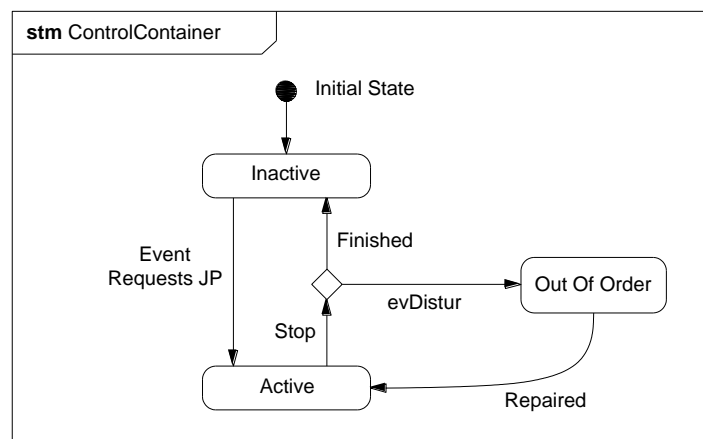 stm ControlContainer
Initial State
Inactive
Event
Requests JP
Finished
Out Of Order
evDistur
Stop
Active
Repaired